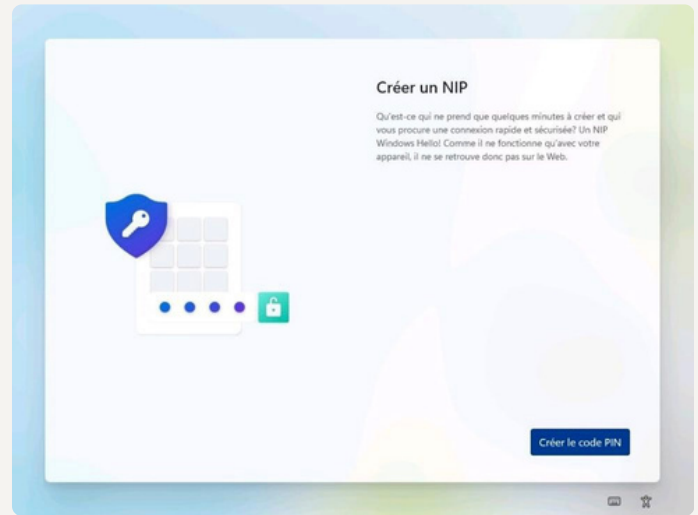 Créer un NIP
Qu'est-ce qui ne prend que quelques minutes à créer et qui
vous procure une connexion rapide et sécurisée? Un NIP
Windows Hello! Comme il ne fonctionne qu'avec votre
appareil, il ne se retrouve donc pas sur le Web.
Créer le code PIN